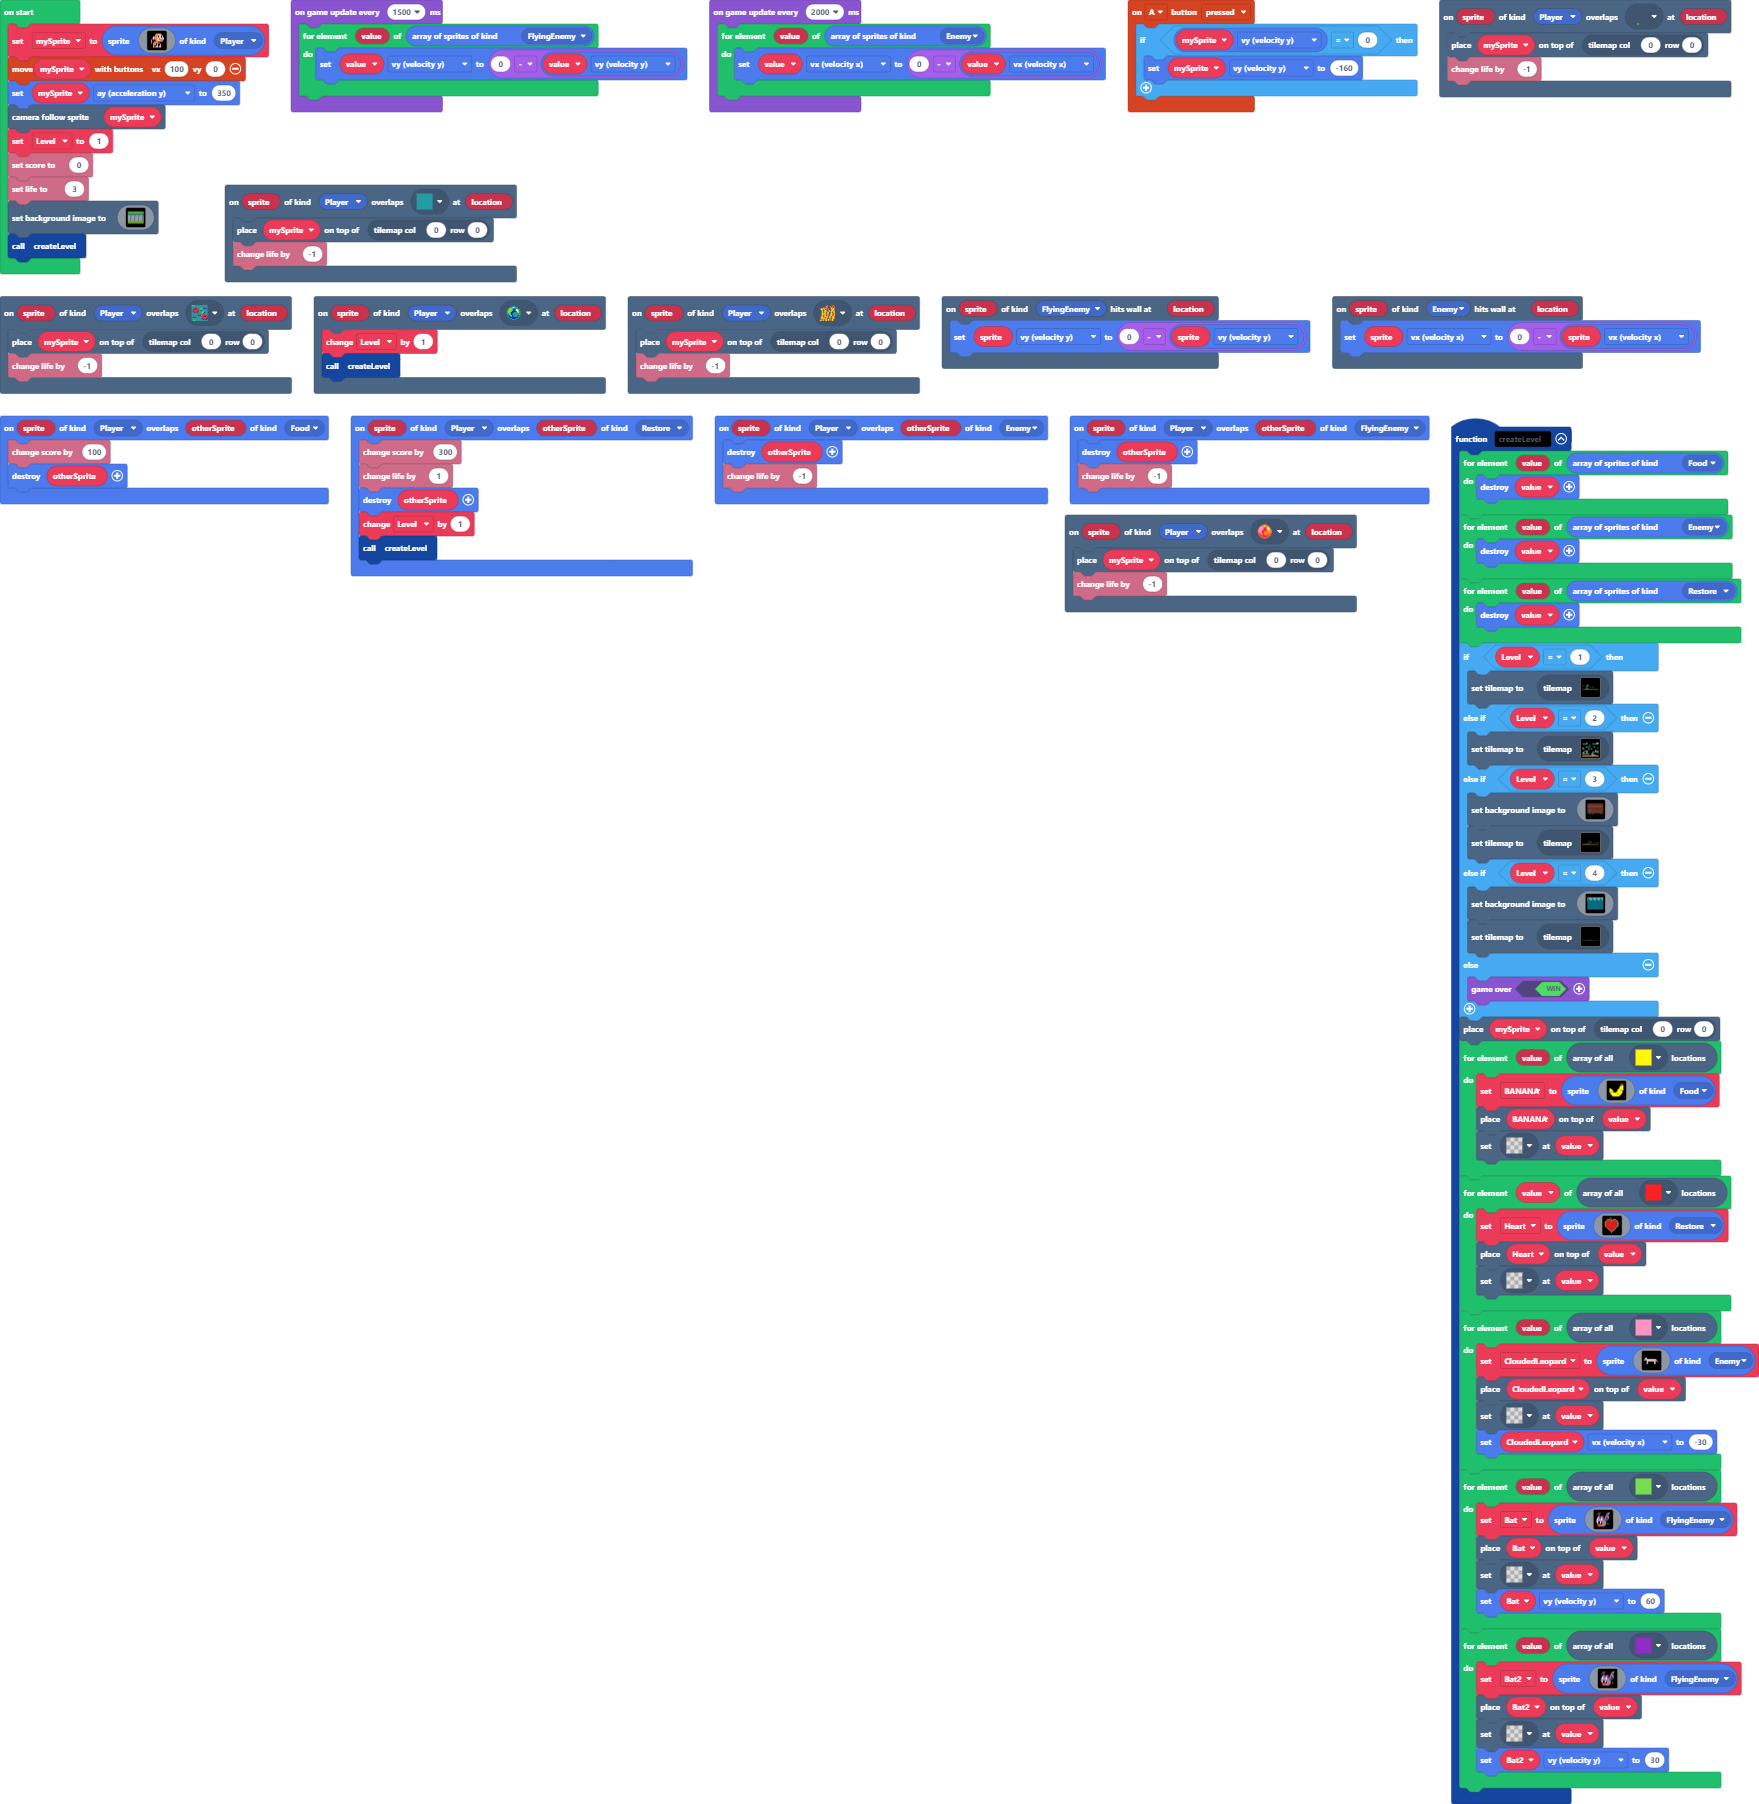 on start
set mySprite to sprite of kind Player
move mySprite with buttons vx 100 vy 0
set mySprite ay (acceleration y) to 350
camera follow sprite mySprite
set Level to 1
set score to 0
set life to 3
set background image to
call createLevel
on game update every 1500 ms
for element value of array of sprites of kind FlyingEnemy
do
set value vy (velocity y) to 0 - value vy (velocity y)
on game update every 2000 ms
for element value of array of sprites of kind Enemy
do
set value vx (velocity x) to 0 - value vx (velocity x)
on A button pressed
if mySprite vy (velocity y) = 0 then
set mySprite vy (velocity y) to -160
on sprite of kind Player overlaps at location
place mySprite on top of tilemap col 0 row 0
change life by -1
on sprite of kind Player overlaps at location
place mySprite on top of tilemap col 0 row 0
change life by -1
on sprite of kind Player overlaps at location
place mySprite on top of tilemap col 0 row 0
change life by -1
on sprite of kind Player overlaps at location
change Level by 1
call createLevel
on sprite of kind Player overlaps at location
place mySprite on top of tilemap col 0 row 0
change life by -1
on sprite of kind FlyingEnemy hits wall at location
set sprite vy (velocity y) to 0 - sprite vy (velocity y)
on sprite of kind Enemy hits wall at location
set sprite vx (velocity x) to 0 - sprite vx (velocity x)
on sprite of kind Player overlaps otherSprite of kind Food
change score by 100
destroy otherSprite
on sprite of kind Player overlaps otherSprite of kind Restore
change score by 300
change life by 1
destroy otherSprite
change Level by 1
call createLevel
on sprite of kind Player overlaps otherSprite of kind Enemy
destroy otherSprite
change life by -1
on sprite of kind Player overlaps otherSprite of kind FlyingEnemy
destroy otherSprite
change life by -1
on sprite of kind Player overlaps at location
place mySprite on top of tilemap col 0 row 0
change life by -1
function createLevel
for element value of array of sprites of kind Food
do
destroy value
for element value of array of sprites of kind Enemy
do
destroy value
for element value of array of sprites of kind Restore
do
destroy value
if Level = 1 then
set tilemap to tilemap
else if Level = 2 then
set tilemap to tilemap
else if Level = 3 then
set background image to
set tilemap to tilemap
else if Level = 4 then
set background image to
set tilemap to tilemap
else
game over WIN
place mySprite on top of tilemap col 0 row 0
for element value of array of all locations
do
set BANANA to sprite of kind Food
place BANANA on top of value
set at value
for element value of array of all locations
do
set Heart to sprite of kind Restore
place Heart on top of value
set at value
for element value of array of all locations
do
set CloudedLeopard to sprite of kind Enemy
place CloudedLeopard on top of value
set at value
set CloudedLeopard vx (velocity x) to -30
for element value of array of all locations
do
set Bat to sprite of kind FlyingEnemy
place Bat on top of value
set at value
set Bat vy (velocity y) to 60
for element value of array of all locations
do
set Bat2 to sprite of kind FlyingEnemy
place Bat2 on top of value
set at value
set Bat2 vy (velocity y) to 30